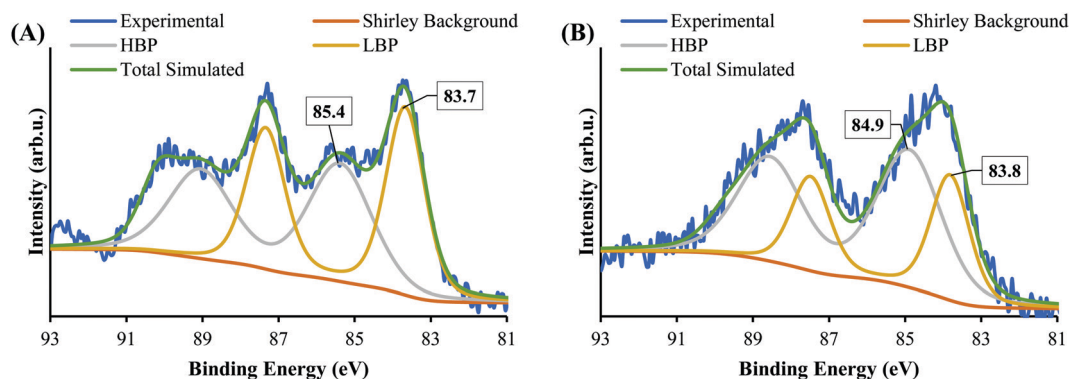 (A)
Experimental
Shirley Background
HBP
LBP
Total Simulated
85.4
83.7
Intensity (arb.u.)
93 91 89 87 85 83 81
Binding Energy (eV)
(B)
Experimental
Shirley Background
HBP
LBP
Total Simulated
84.9
83.8
Intensity (arb.u.)
93 91 89 87 85 83 81
Binding Energy (eV)